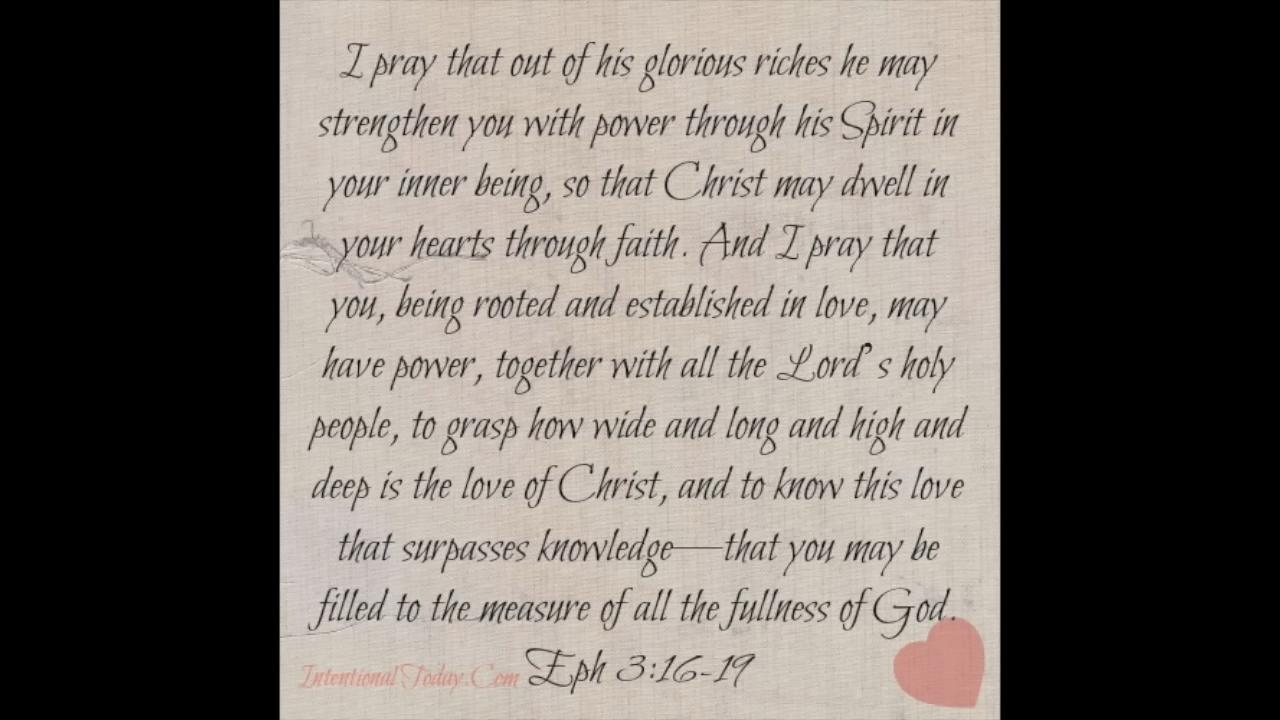 I pray that out of his glorious riches he may
strengthen you with power through his Spirit in
your inner being, so that Christ may dwell in
your hearts through faith. And I pray that
you, being rooted and established in love, may
have power, together with all the Lord's holy
people, to grasp how wide and long and high and
deep is the love of Christ, and to know this love
that surpasses knowledge—that you may be
filled to the measure of all the fullness of God.
IntentionalToday.Com Eph 3:16-19